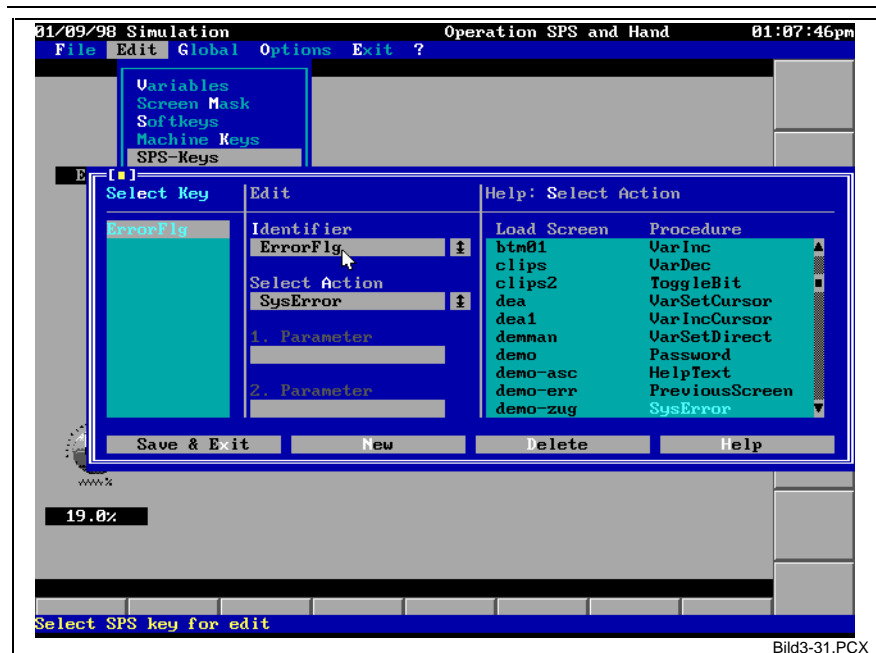 01/09/98 Simulation Operation SPS and Hand 01:07:46pm
File Edit Global Options Exit ?
Variables
Screen Mask
Softkeys
Machine Keys
SPS-Keys
E
Select Key Edit Help: Select Action
ErrorFlg Identifier Load Screen Procedure
ErrorFlg btm01 VarInc
clips VarDec
Select Action clips2 ToggleBit
SysError dea VarSetCursor
dea1 VarIncCursor
1. Parameter demman VarSetDirect
demo Password
demo-asc HelpText
2. Parameter demo-err PreviousScreen
demo-zug SysError
Save & Exit New Delete Help
%
19.0%
Select SPS key for edit
Bild3-31.PCX